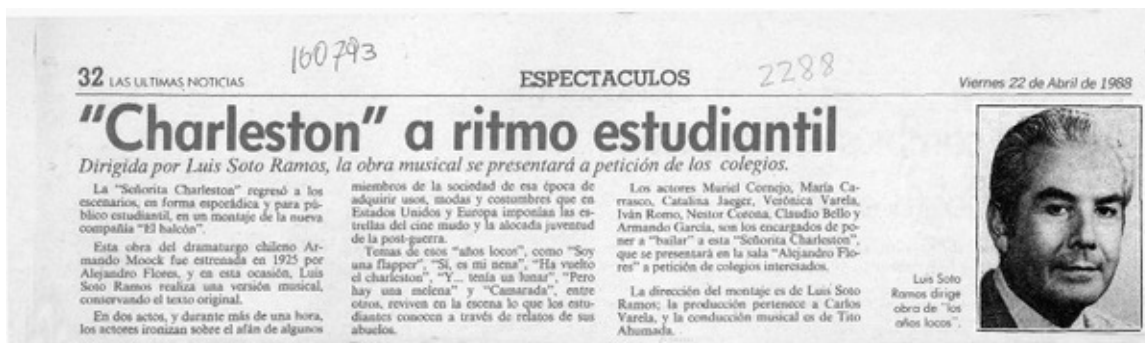 160793
2288
32 LAS ULTIMAS NOTICIAS
ESPECTACULOS
Viernes 22 de Abril de 1988
"Charleston" a ritmo estudiantil
Dirigida por Luis Soto Ramos, la obra musical se presentará a petición de los colegios.
La "Señorita Charleston" regresó a los
escenarios, en forma esporádica y para pú-
blico estudiantil, en un montaje de la nueva
compañía "El balcón".
Esta obra del dramaturgo chileno Ar-
mando Moock fue estrenada en 1925 por
Alejandro Flores, y en esta ocasión, Luis
Soto Ramos realiza una versión musical,
conservando el texto original.
En dos actos, y durante más de una hora,
los actores ironizan sobre el afán de algunos
miembros de la sociedad de esa época de
adquirir usos, modas y costumbres que en
Estados Unidos y Europa imponían las es-
trellas del cine mudo y la alocada juventud
de la post-guerra.
Temas de esos "años locos", como "Soy
una flapper", "Sí, es mi nena", "Ha vuelto
el charleston", "Y... tenía un lunar", "Pero
hay una melena" y "Camarada", entre
otros, reviven en la escena lo que los estu-
diantes conocen a través de relatos de sus
abuelos.
Los actores Muriel Cornejo, María Ca-
rrasco, Catalina Jaeger, Verónica Varela,
Iván Romo, Nestor Corona, Claudio Bello y
Armando García, son los encargados de po-
ner a "bailar" a esta "Señorita Charleston",
que se presentará en la sala "Alejandro Flo-
res" a petición de colegios interesados.
La dirección del montaje es de Luis Soto
Ramos; la producción pertenece a Carlos
Varela, y la conducción musical es de Tito
Ahumada.
Luis Soto
Ramos dirige
obra de "los
años locos".